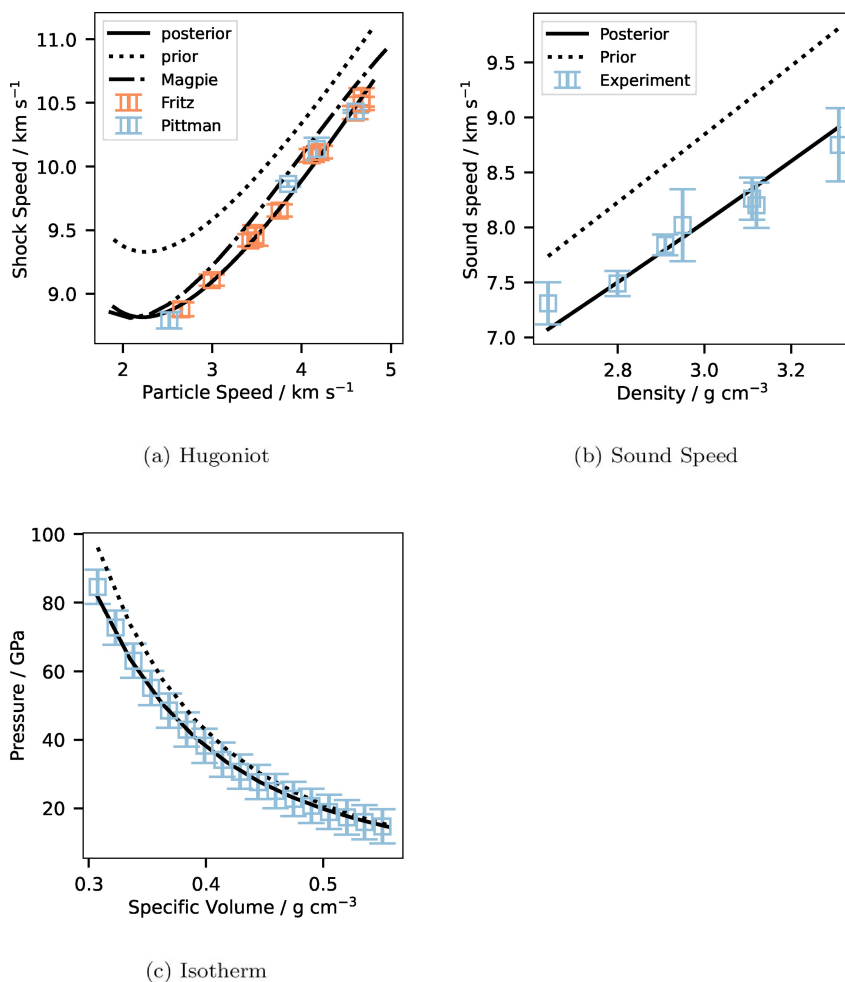 posterior
prior
Magpie
Fritz
Pittman
11.0
10.5
10.0
9.5
9.0
Shock Speed / km s⁻¹
2 3 4 5
Particle Speed / km s⁻¹
(a) Hugoniot
Posterior
Prior
Experiment
9.5
9.0
8.5
8.0
7.5
7.0
Sound speed / km s⁻¹
2.8 3.0 3.2
Density / g cm⁻³
(b) Sound Speed
100
80
60
40
20
Pressure / GPa
0.3 0.4 0.5
Specific Volume / g cm⁻³
(c) Isotherm